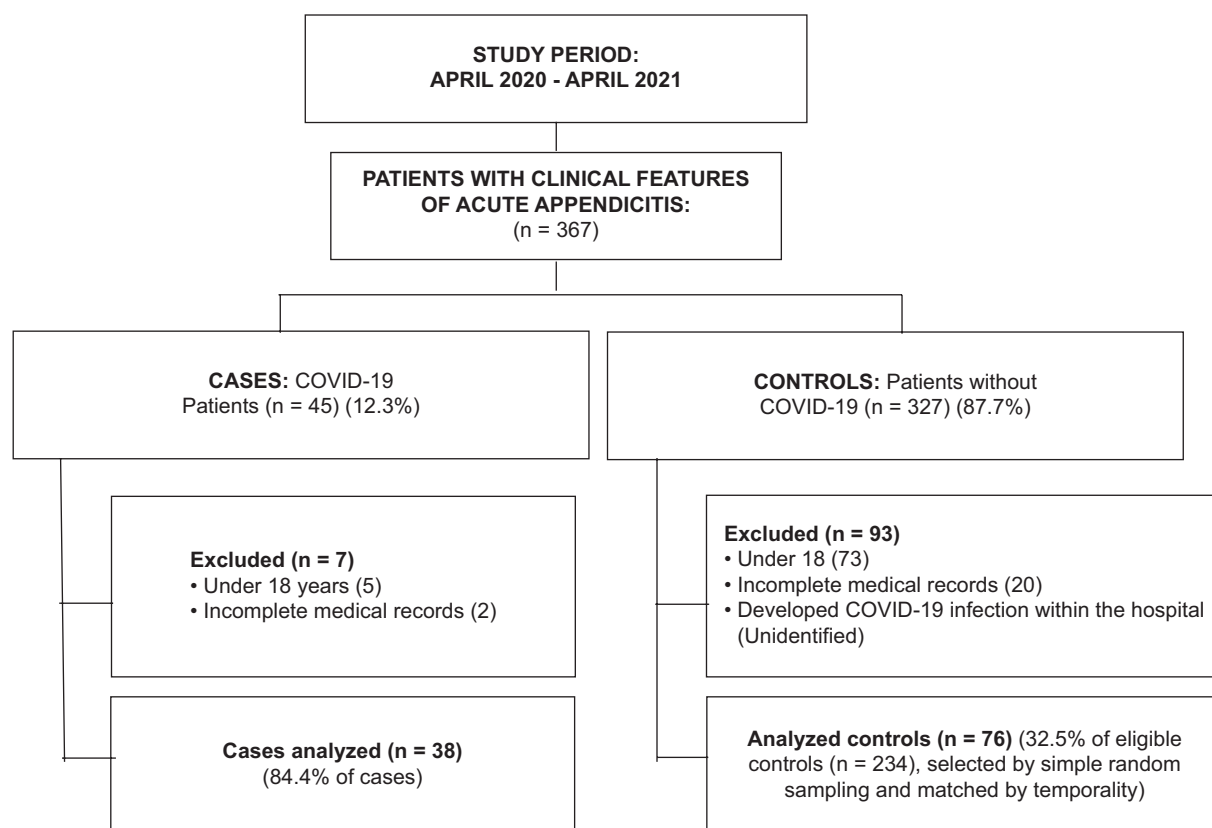 STUDY PERIOD:
APRIL 2020 - APRIL 2021
PATIENTS WITH CLINICAL FEATURES
OF ACUTE APPENDICITIS:
(n = 367)
CASES: COVID-19
Patients (n = 45) (12.3%)
CONTROLS: Patients without
COVID-19 (n = 327) (87.7%)
Excluded (n = 7)
• Under 18 years (5)
• Incomplete medical records (2)
Excluded (n = 93)
• Under 18 (73)
• Incomplete medical records (20)
• Developed COVID-19 infection within the hospital
(Unidentified)
Cases analyzed (n = 38)
(84.4% of cases)
Analyzed controls (n = 76) (32.5% of eligible
controls (n = 234), selected by simple random
sampling and matched by temporality)